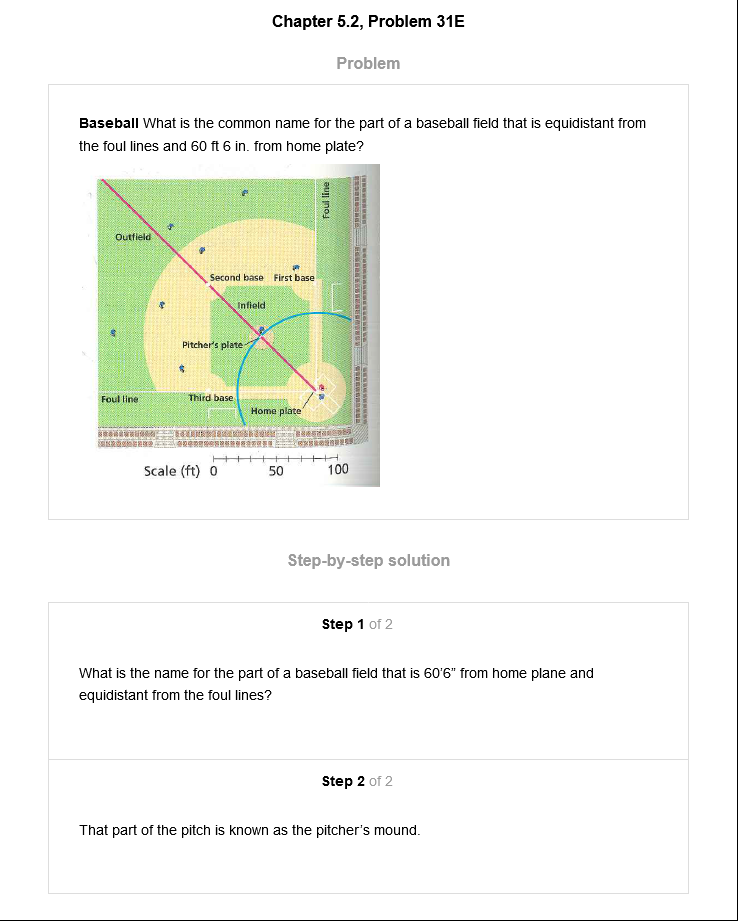 Chapter 5.2, Problem 31E
Problem
Baseball What is the common name for the part of a baseball field that is equidistant from
the foul lines and 60 ft 6 in. from home plate?
Foul line
Outfield
Second base First base
Infield
Pitcher's plate
Foul line
Third base
Home plate
Scale (ft) 0 50 100
Step-by-step solution
Step 1 of 2
What is the name for the part of a baseball field that is 60'6” from home plane and
equidistant from the foul lines?
Step 2 of 2
That part of the pitch is known as the pitcher’s mound.